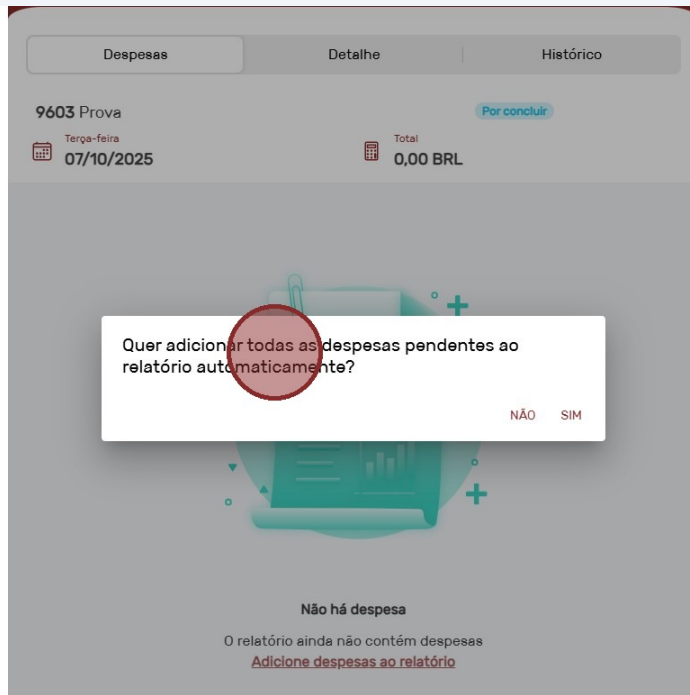 Despesas Detalhe Histórico
9603 Prova Por concluir
Terça-feira Total
07/10/2025 0,00 BRL
Quer adicionar todas as despesas pendentes ao
relatório automaticamente?
NÃO SIM
Não há despesa
O relatório ainda não contém despesas
Adicione despesas ao relatório